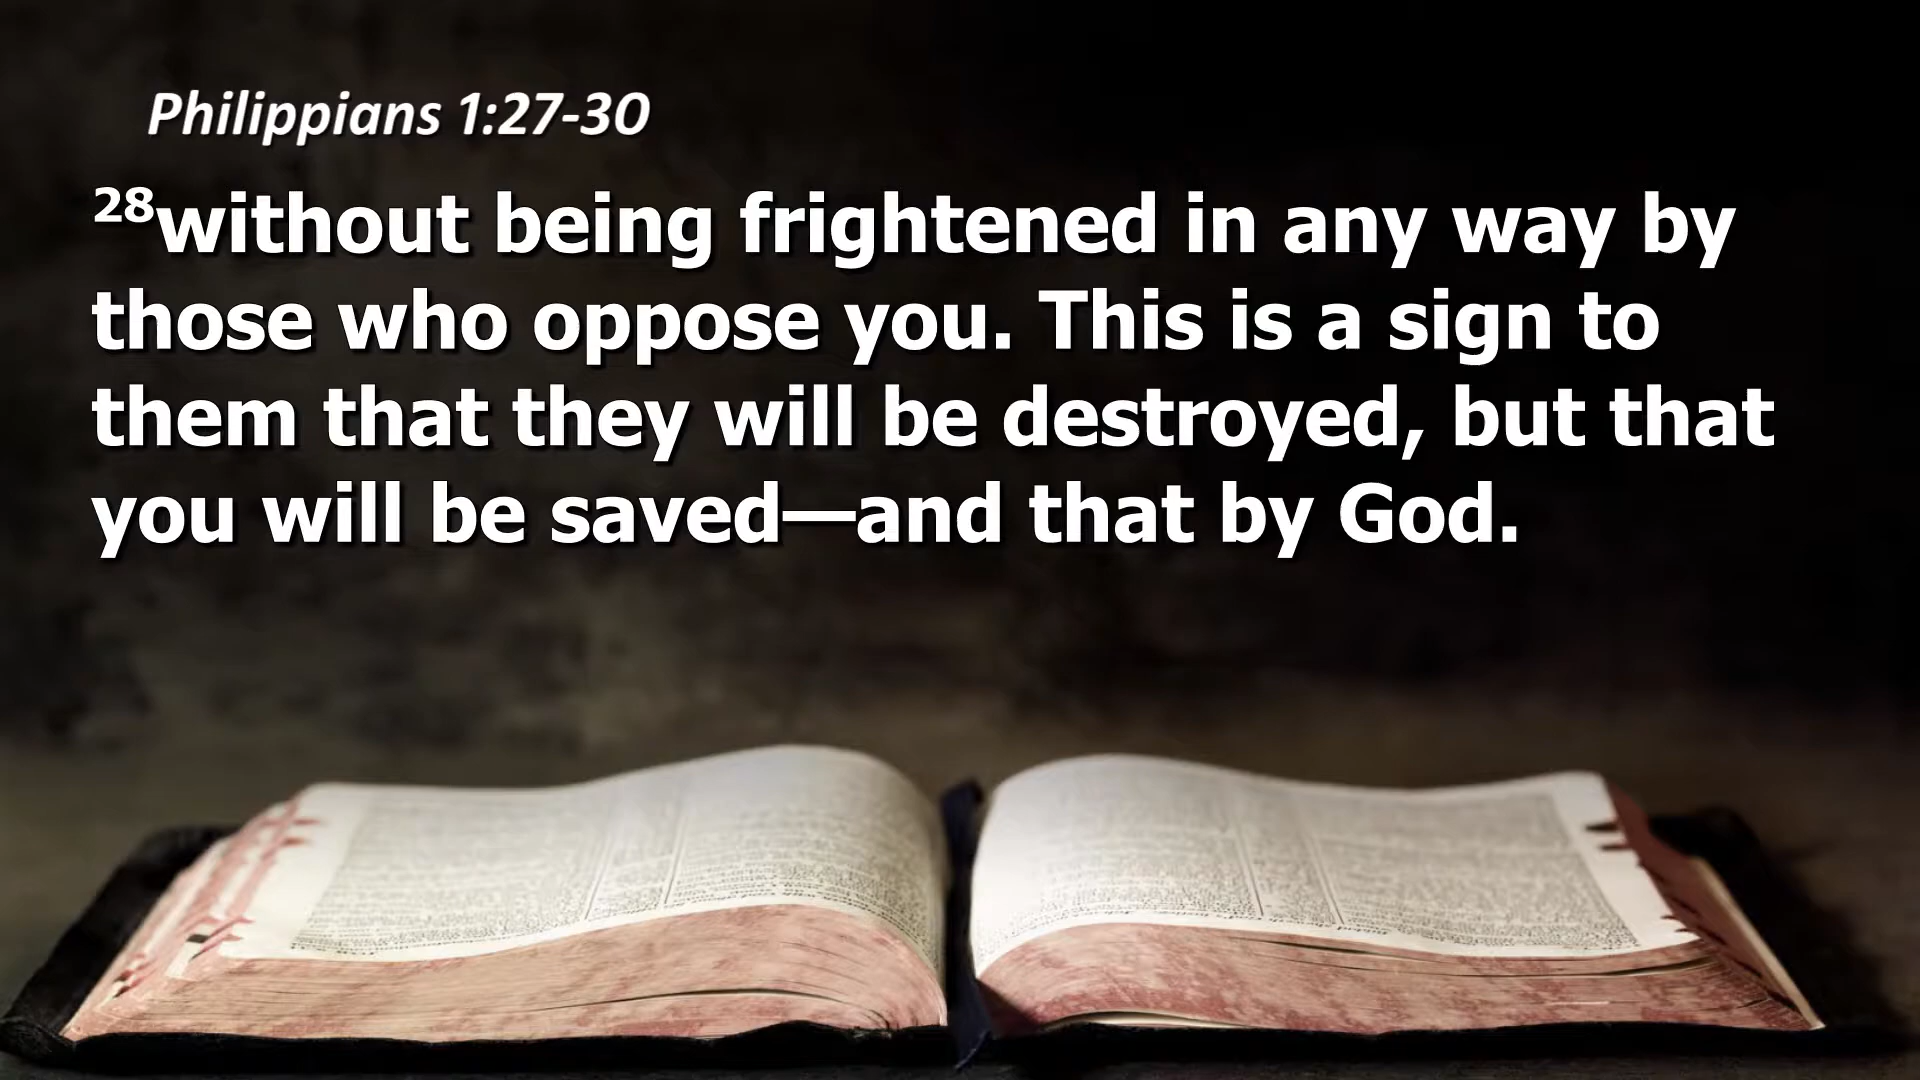 Philippians 1:27-30
28without being frightened in any way by
those who oppose you. This is a sign to
them that they will be destroyed, but that
you will be saved—and that by God.